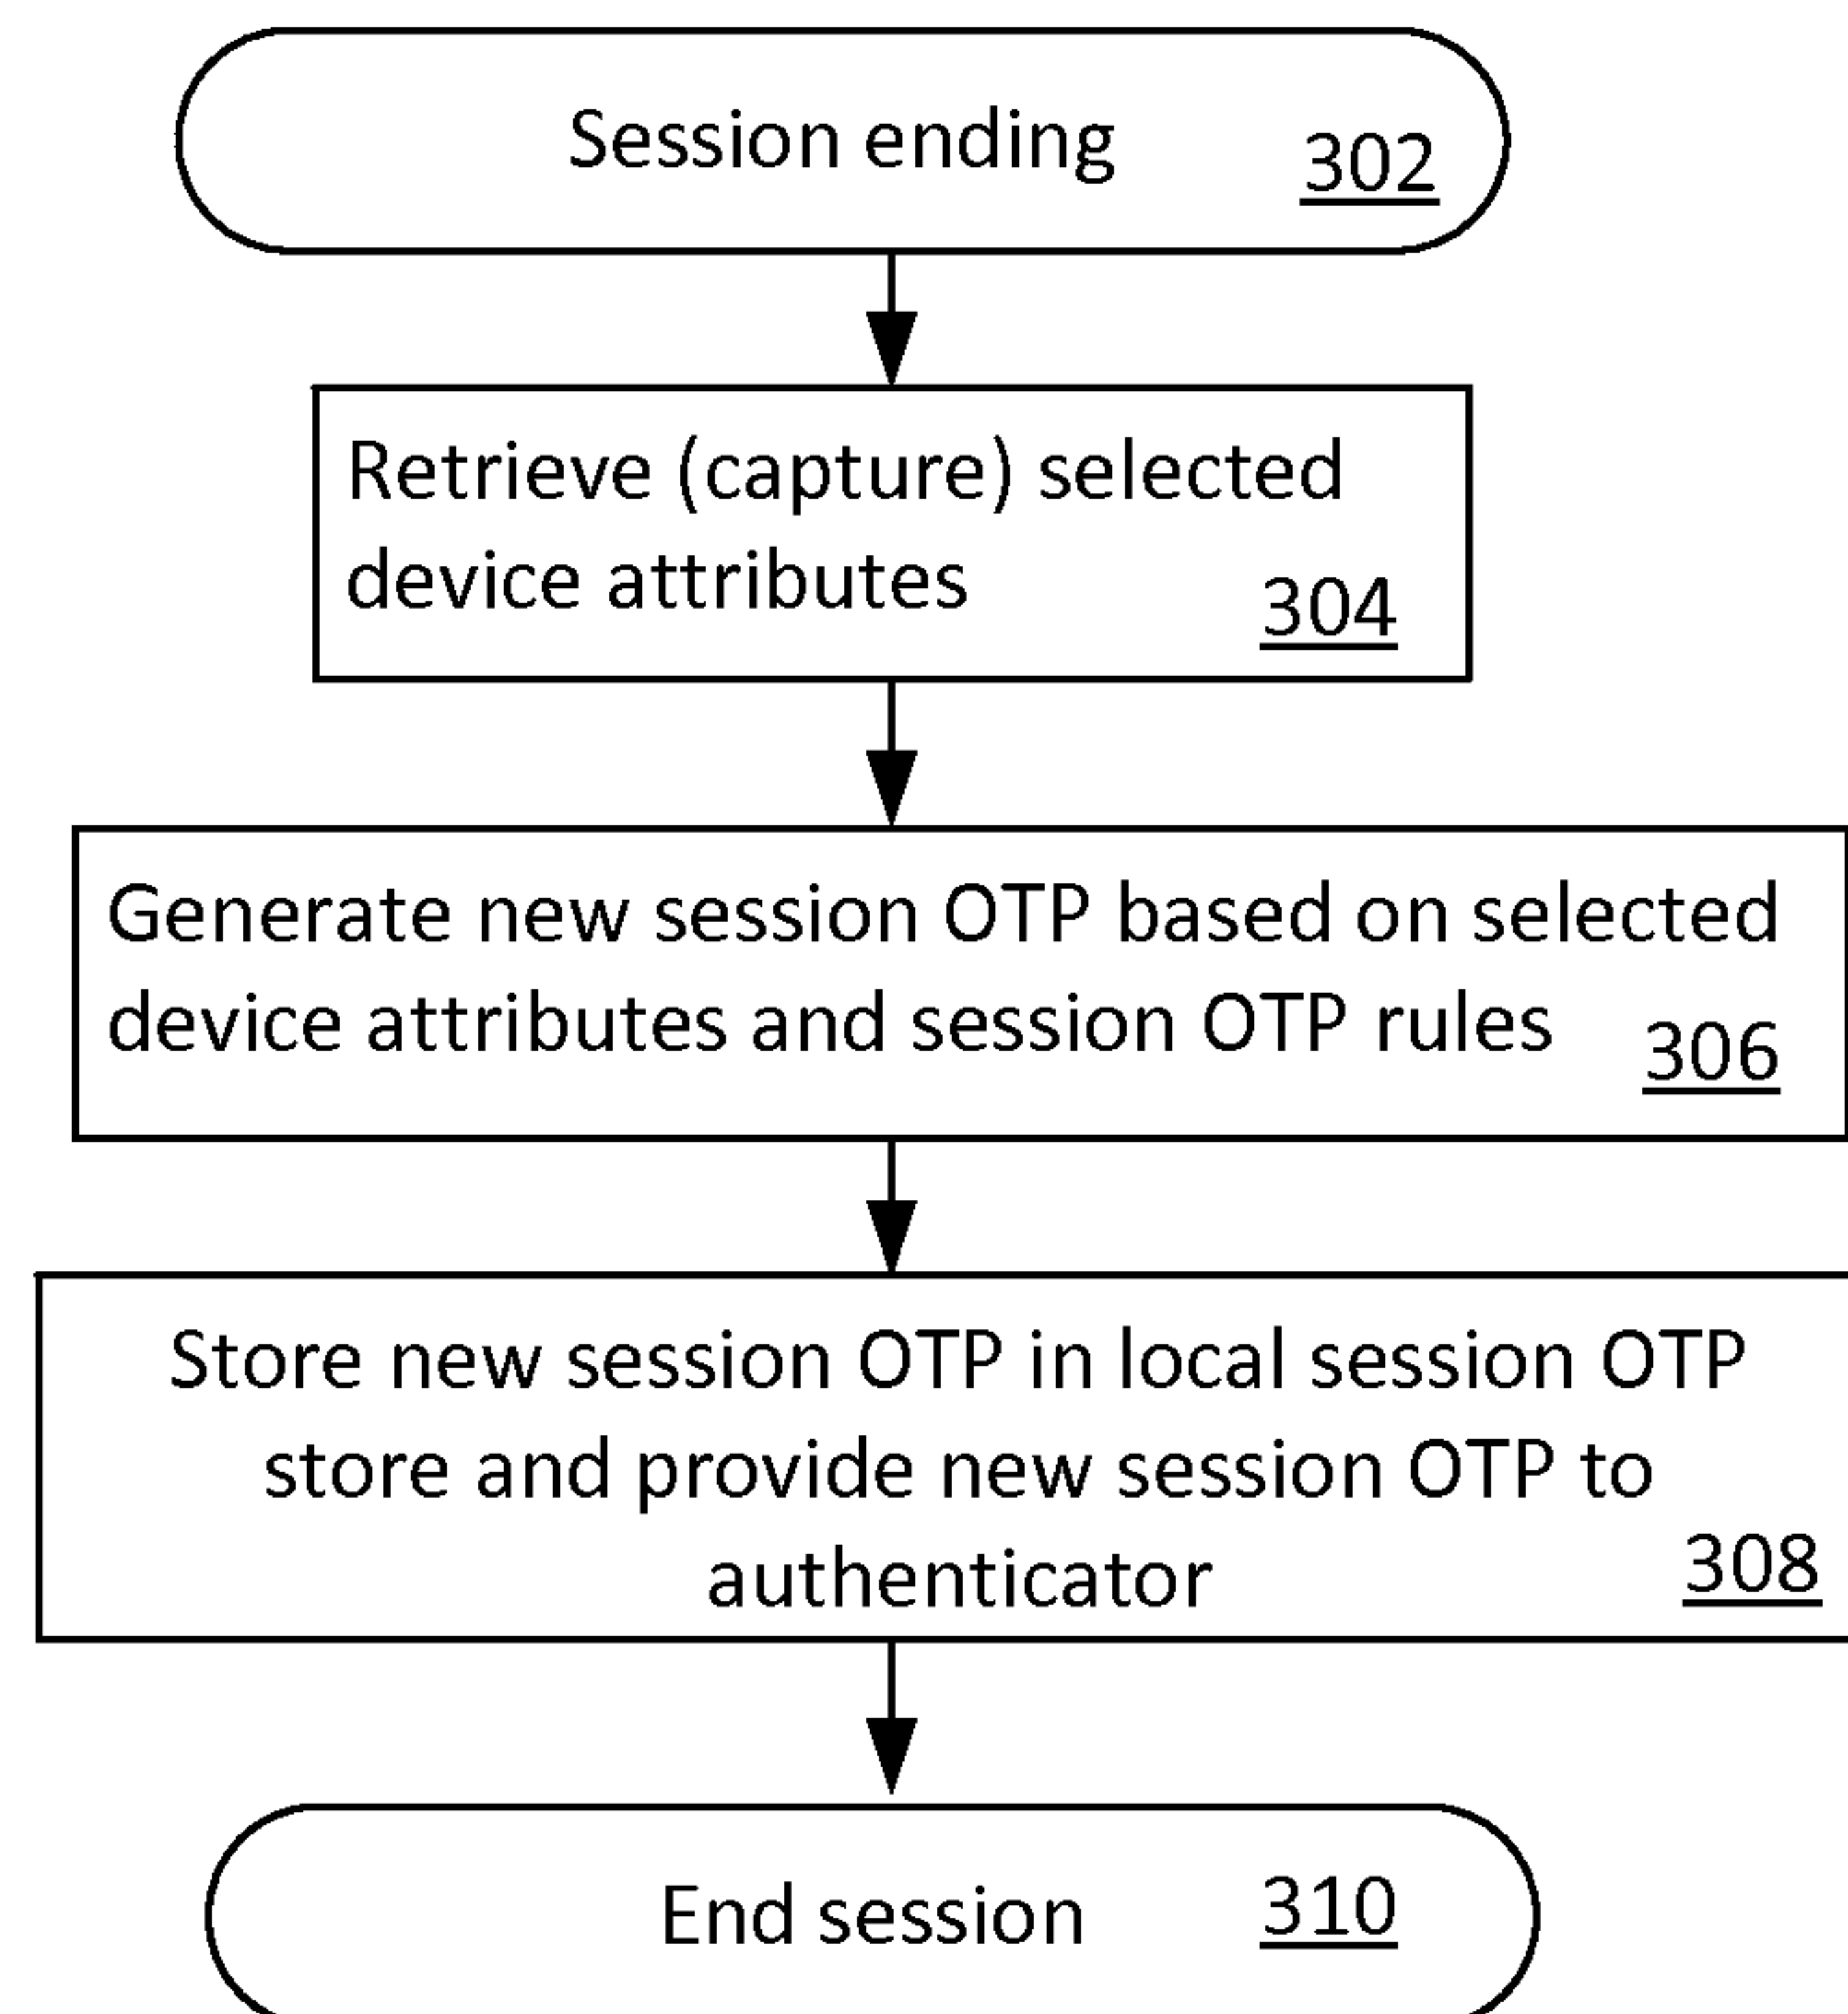 Session ending
302
Retrieve (capture) selected
device attributes
304
Generate new session OTP based on selected
device attributes and session OTP rules
306
Store new session OTP in local session OTP
store and provide new session OTP to
authenticator
308
End session
310